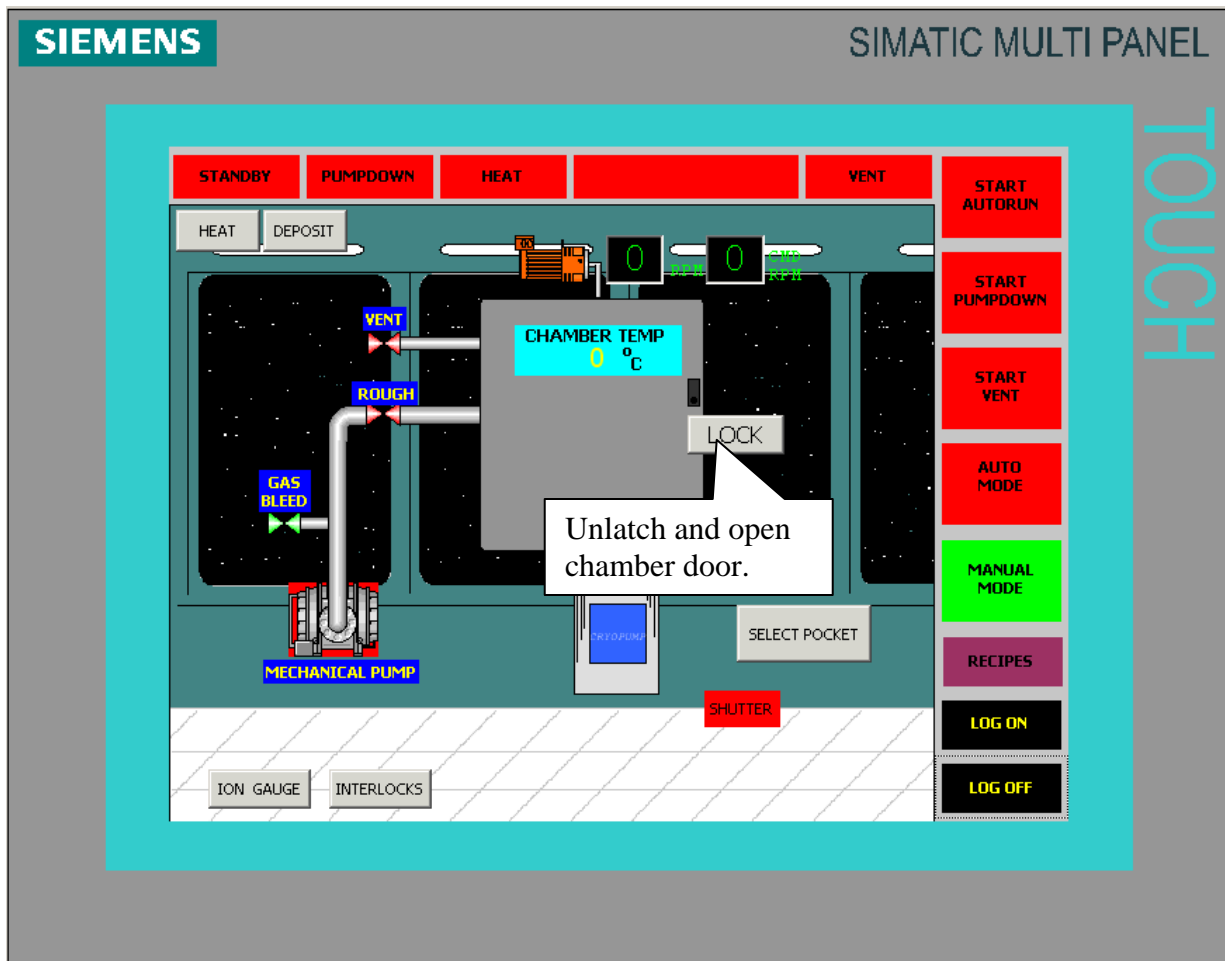 SIEMENS
SIMATIC MULTI PANEL
TOUCH
STANDBY
PUMPDOWN
HEAT
VENT
START
AUTORUN
HEAT
DEPOSIT
0
RPM
0
CMD
RPM
START
PUMPDOWN
VENT
CHAMBER TEMP
0 °C
ROUGH
START
VENT
LOCK
GAS
BLEED
AUTO
MODE
Unlatch and open
chamber door.
MANUAL
MODE
CRYOPUMP
SELECT POCKET
MECHANICAL PUMP
RECIPES
SHUTTER
LOG ON
ION GAUGE
INTERLOCKS
LOG OFF